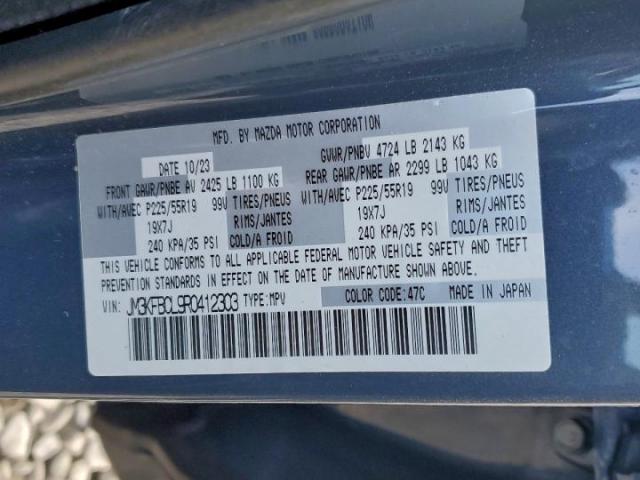 MFD. BY MAZDA MOTOR CORPORATION
DATE 10/23 GVWR/PNBV 4724 LB 2143 KG
FRONT GAWR/PNBE AV 2425 LB 1100 KG REAR GAWR/PNBE AR 2299 LB 1043 KG
WITH/AVEC P225/55R19 99V TIRES/PNEUS WITH/AVEC P225/55R19 99V TIRES/PNEUS
19X7J RIMS/JANTES 19X7J RIMS/JANTES
240 KPA/35 PSI COLD/A FROID 240 KPA/35 PSI COLD/A FROID
THIS VEHICLE CONFORMS TO ALL APPLICABLE FEDERAL MOTOR VEHICLE SAFETY AND THEFT
PREVENTION STANDARDS IN EFFECT ON THE DATE OF MANUFACTURE SHOWN ABOVE.
VIN: JM3KFBCL9R0412303 TYPE:MPV COLOR CODE:47C MADE IN JAPAN